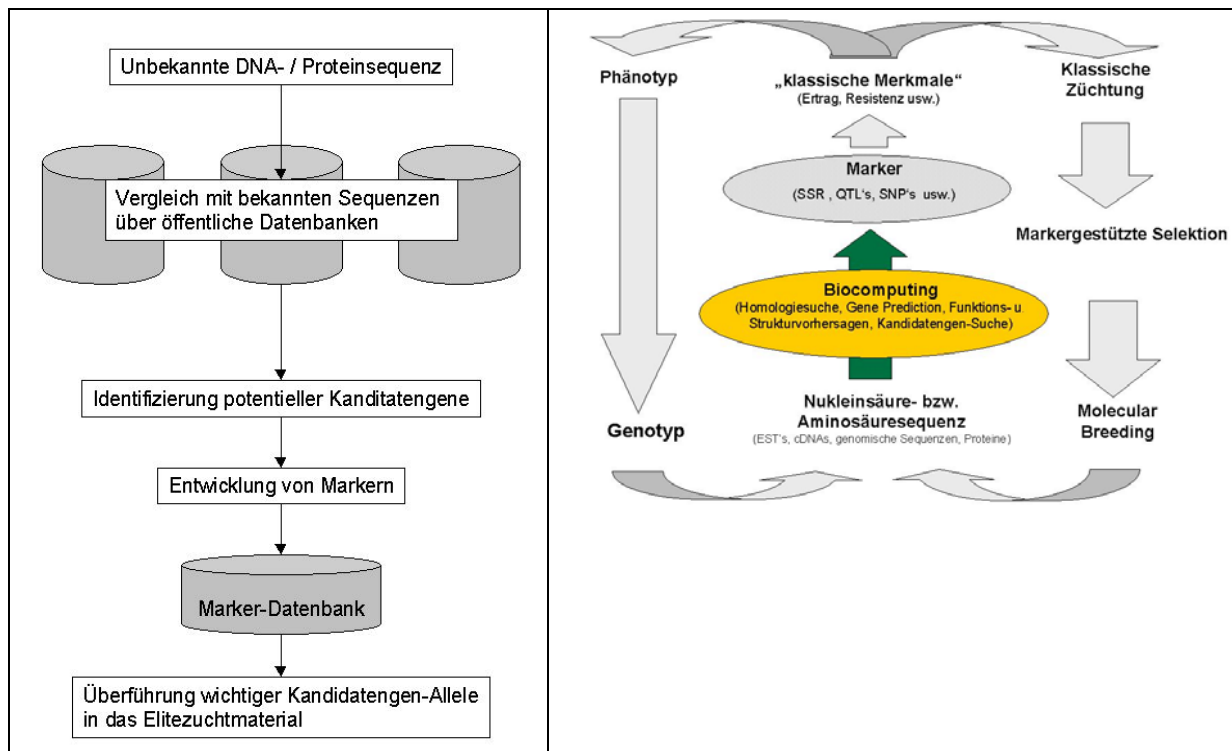 Unbekannte DNA- / Proteinsequenz
Vergleich mit bekannten Sequenzen
über öffentliche Datenbanken
Identifizierung potentieller Kanditatengene
Entwicklung von Markern
Marker-Datenbank
Überführung wichtiger Kandidatengen-Allele
in das Elitezuchtmaterial
Phänotyp
Genotyp
„klassische Merkmale“
(Ertrag, Resistenz usw.)
Marker
(SSR , QTL‘s, SNP‘s usw.)
Biocomputing
(Homologiesuche, Gene Prediction, Funktions- u
Strukturvorhersagen, Kandidatengen-Suche)
Nukleinsäure- bzw.
Aminosäuresequenz
(EST‘s, cDNAs, genomische Sequenzen, Proteine)
Klassische
Züchtung
Markergestützte Selektion
Molecular
Breeding